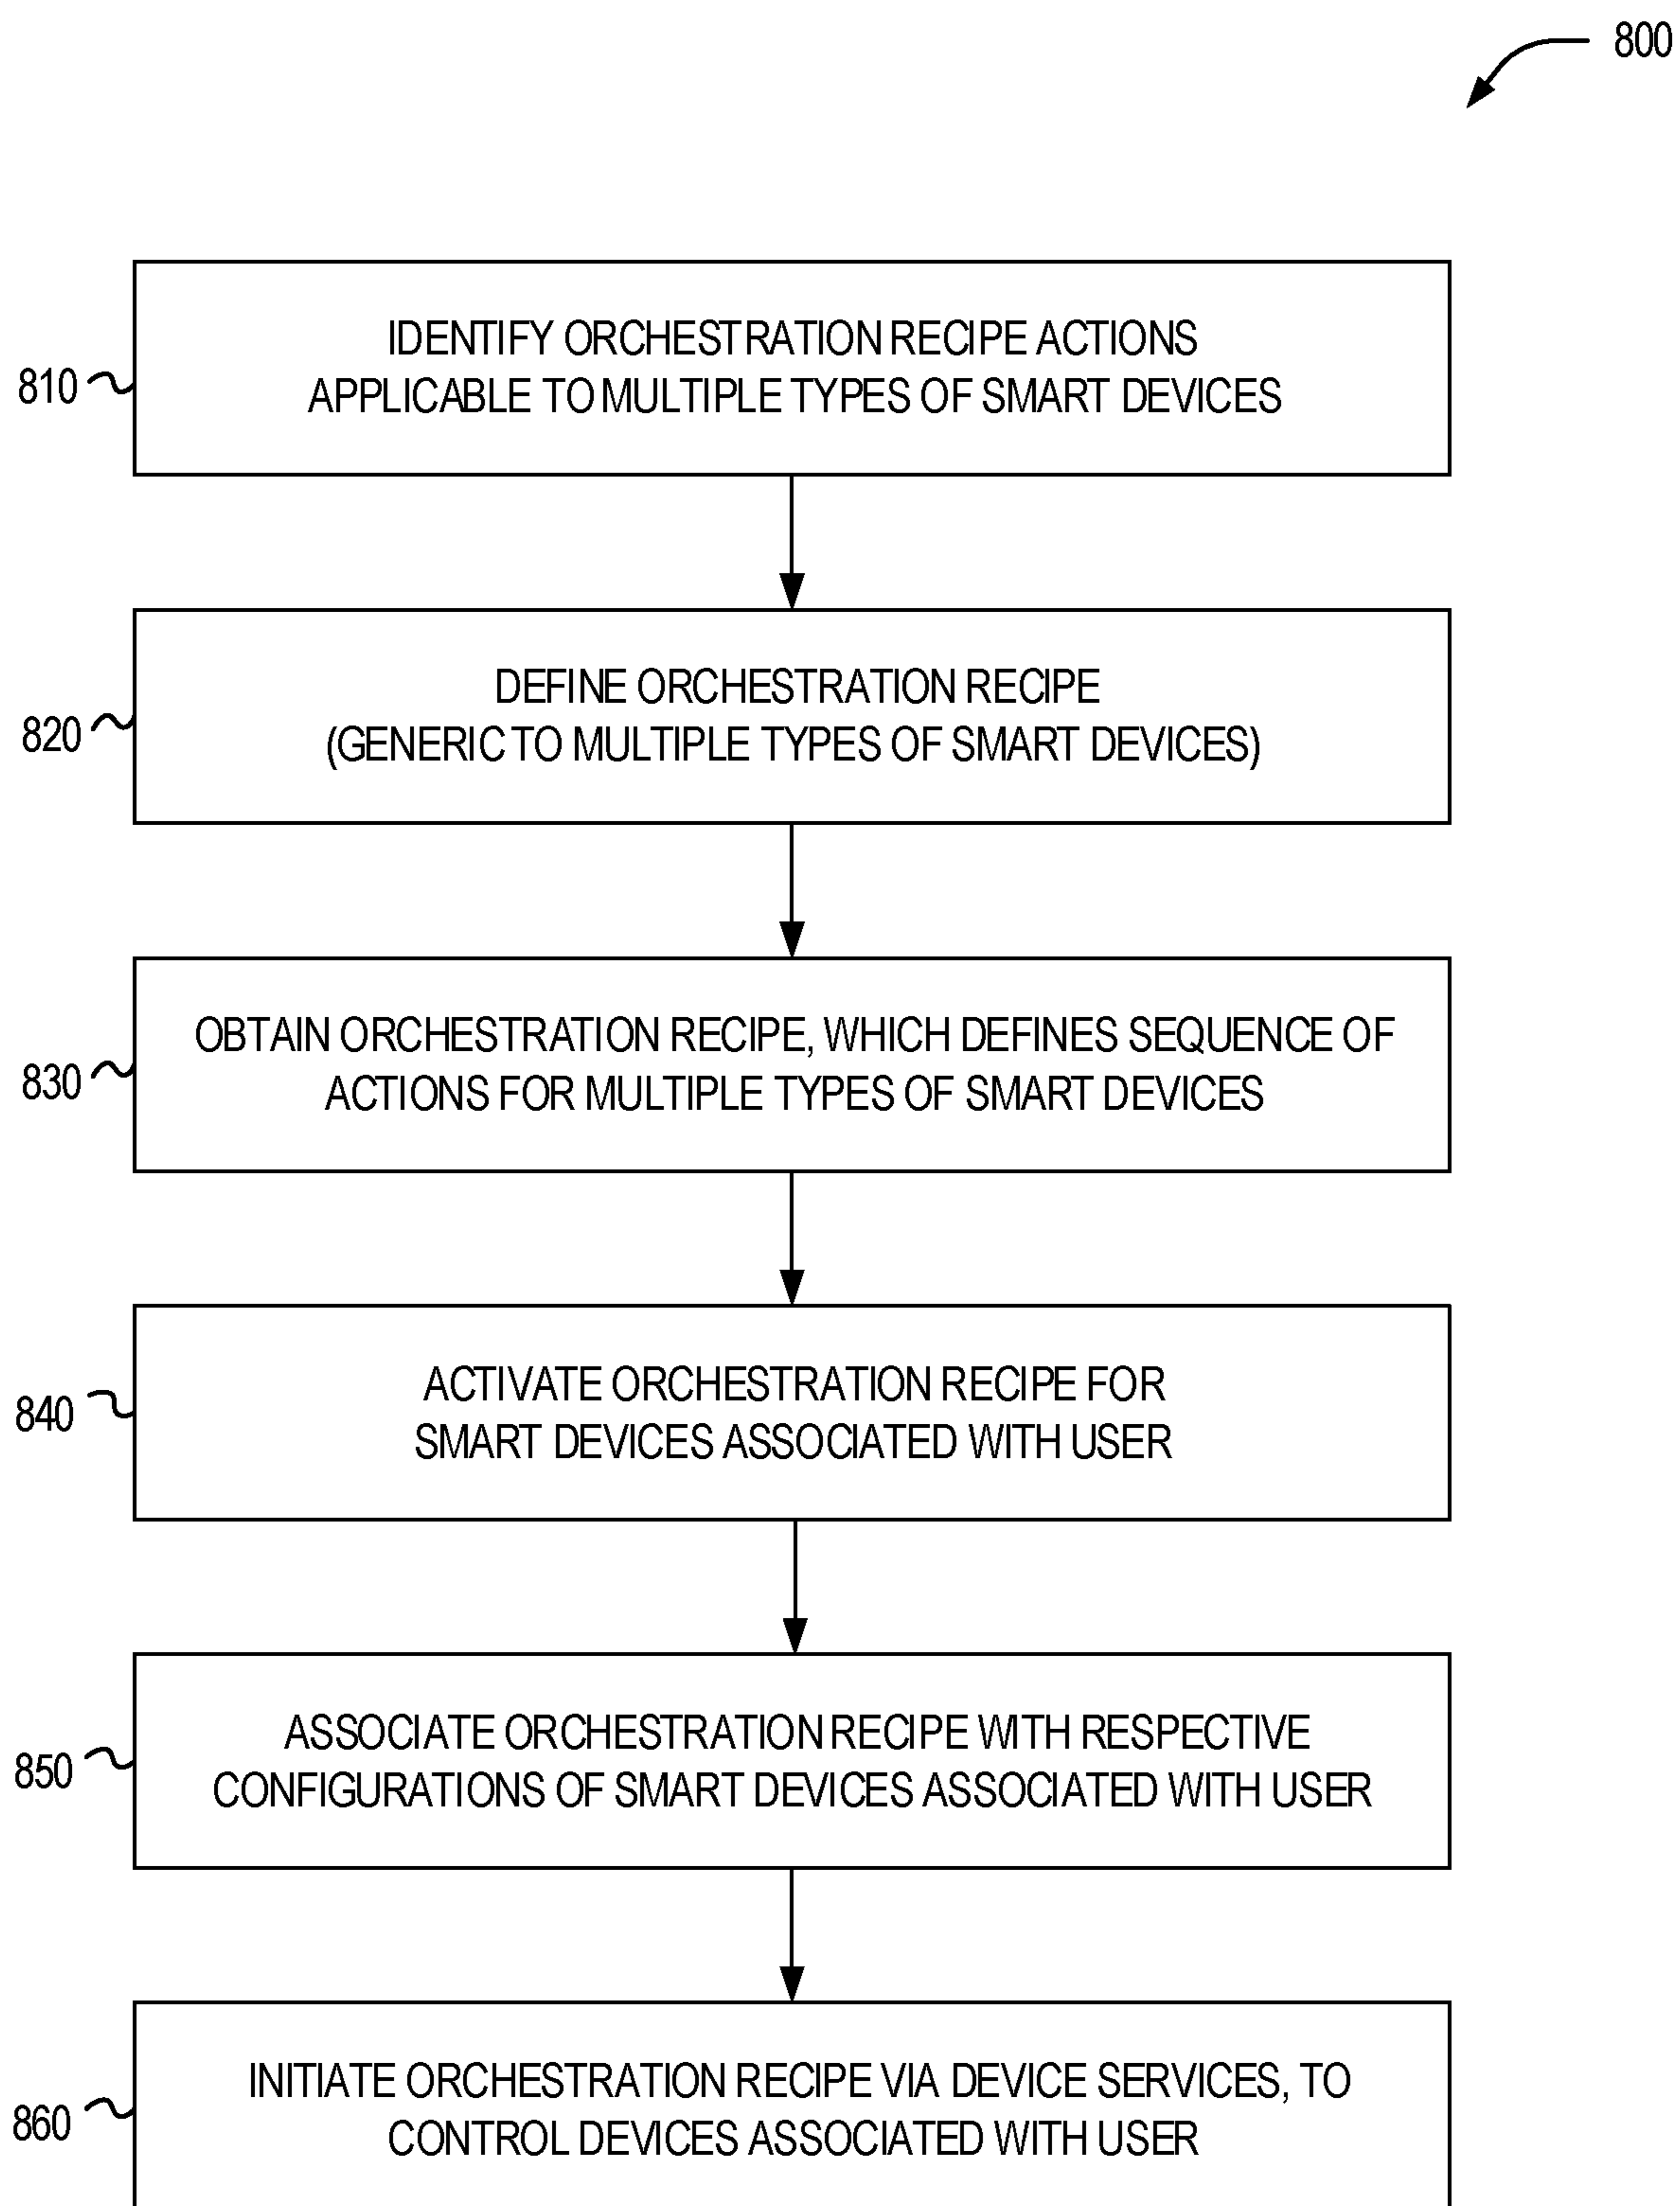 800
810
IDENTIFY ORCHESTRATION RECIPE ACTIONS
APPLICABLE TO MULTIPLE TYPES OF SMART DEVICES
820
DEFINE ORCHESTRATION RECIPE
(GENERIC TO MULTIPLE TYPES OF SMART DEVICES)
830
OBTAIN ORCHESTRATION RECIPE, WHICH DEFINES SEQUENCE OF
ACTIONS FOR MULTIPLE TYPES OF SMART DEVICES
840
ACTIVATE ORCHESTRATION RECIPE FOR
SMART DEVICES ASSOCIATED WITH USER
850
ASSOCIATE ORCHESTRATION RECIPE WITH RESPECTIVE
CONFIGURATIONS OF SMART DEVICES ASSOCIATED WITH USER
860
INITIATE ORCHESTRATION RECIPE VIA DEVICE SERVICES, TO
CONTROL DEVICES ASSOCIATED WITH USER